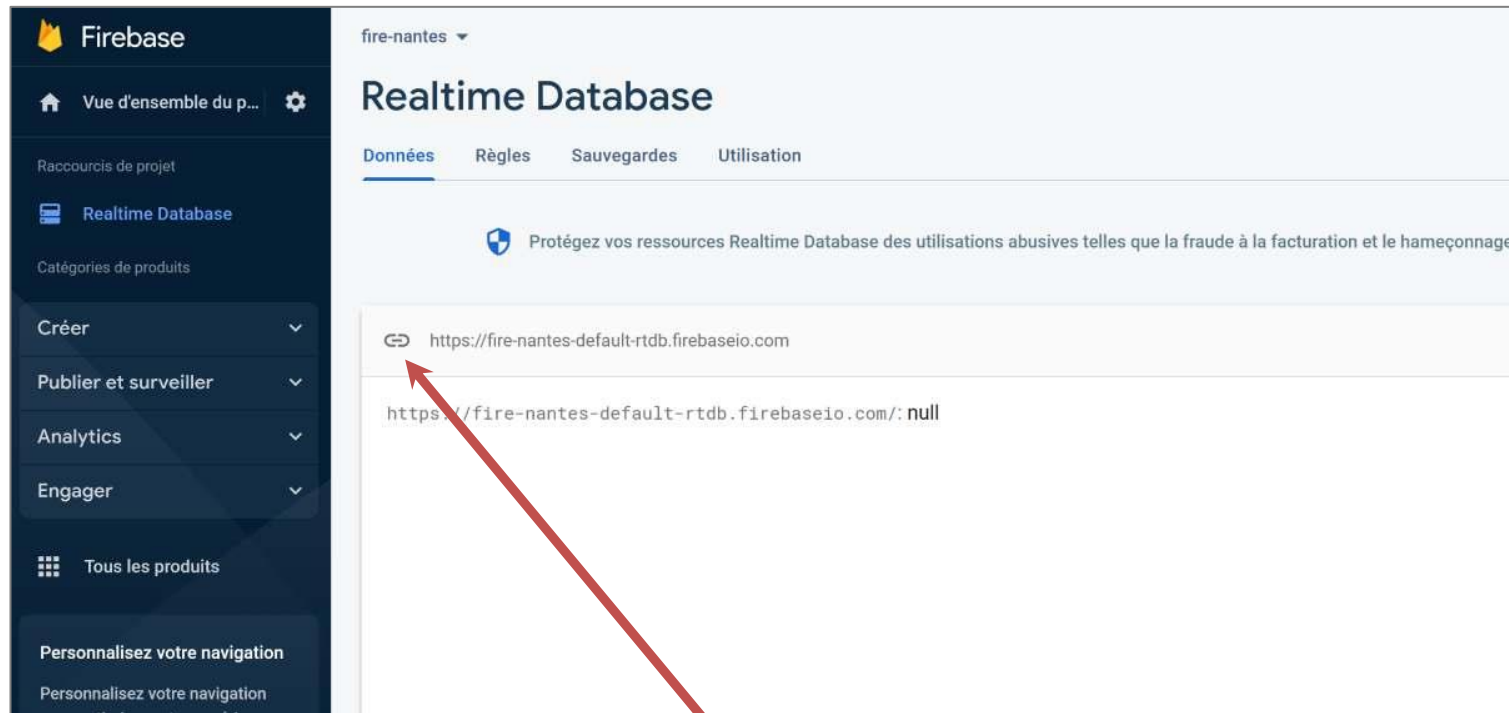 Firebase
Vue d'ensemble du p...
Raccourcis de projet
Realtime Database
Catégories de produits
Créer
Publier et surveiller
Analytics
Engager
Tous les produits
Personnalisez votre navigation
Personnalisez votre navigation
fire-nantes
Realtime Database
Données Règles Sauvegardes Utilisation
Protégez vos ressources Realtime Database des utilisations abusives telles que la fraude à la facturation et le hameçonnage
https://fire-nantes-default-rtdb.firebaseio.com
https://fire-nantes-default-rtdb.firebaseio.com/: null